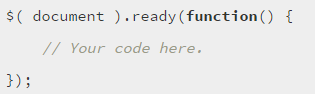 $( document ).ready(function() {
// Your code here.
});